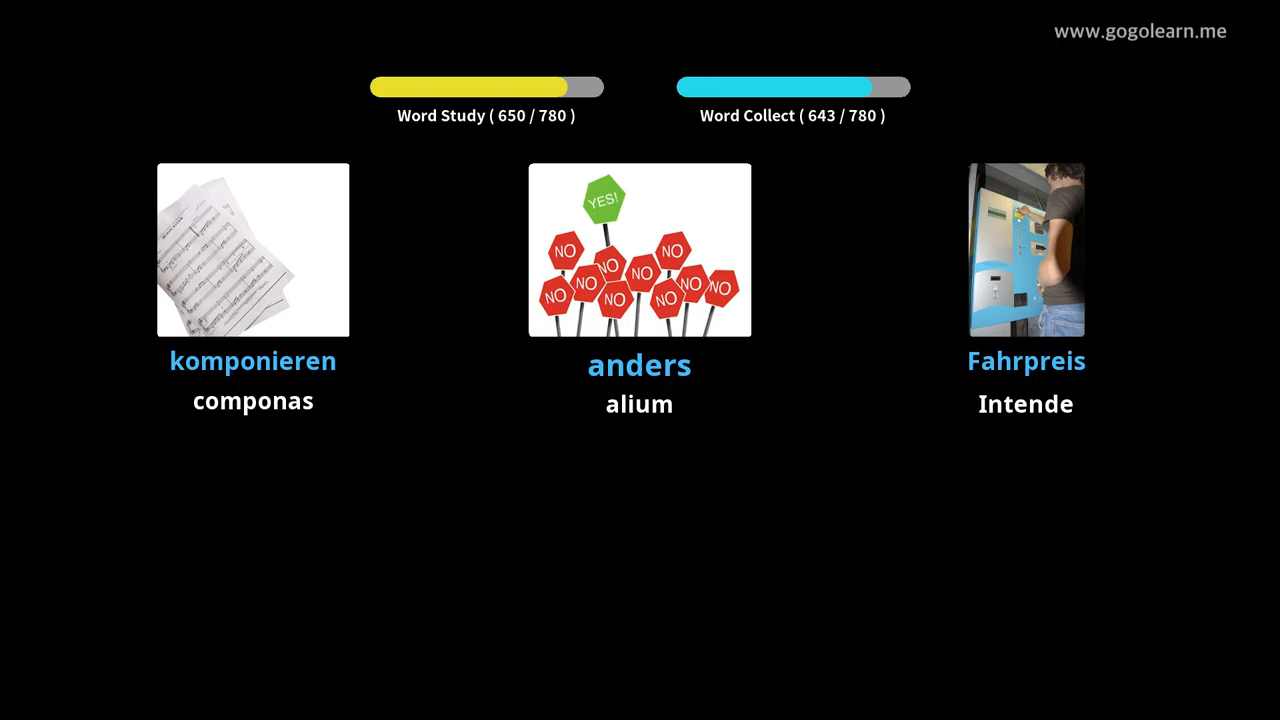 www.gogolearn.me
Word Study ( 650 / 780 )
Word Collect ( 643 / 780 )
YES!
NO
NO
NO
NO
NO
NO
NO
NO
NO
NO
komponieren
anders
Fahrpreis
componas
alium
Intende